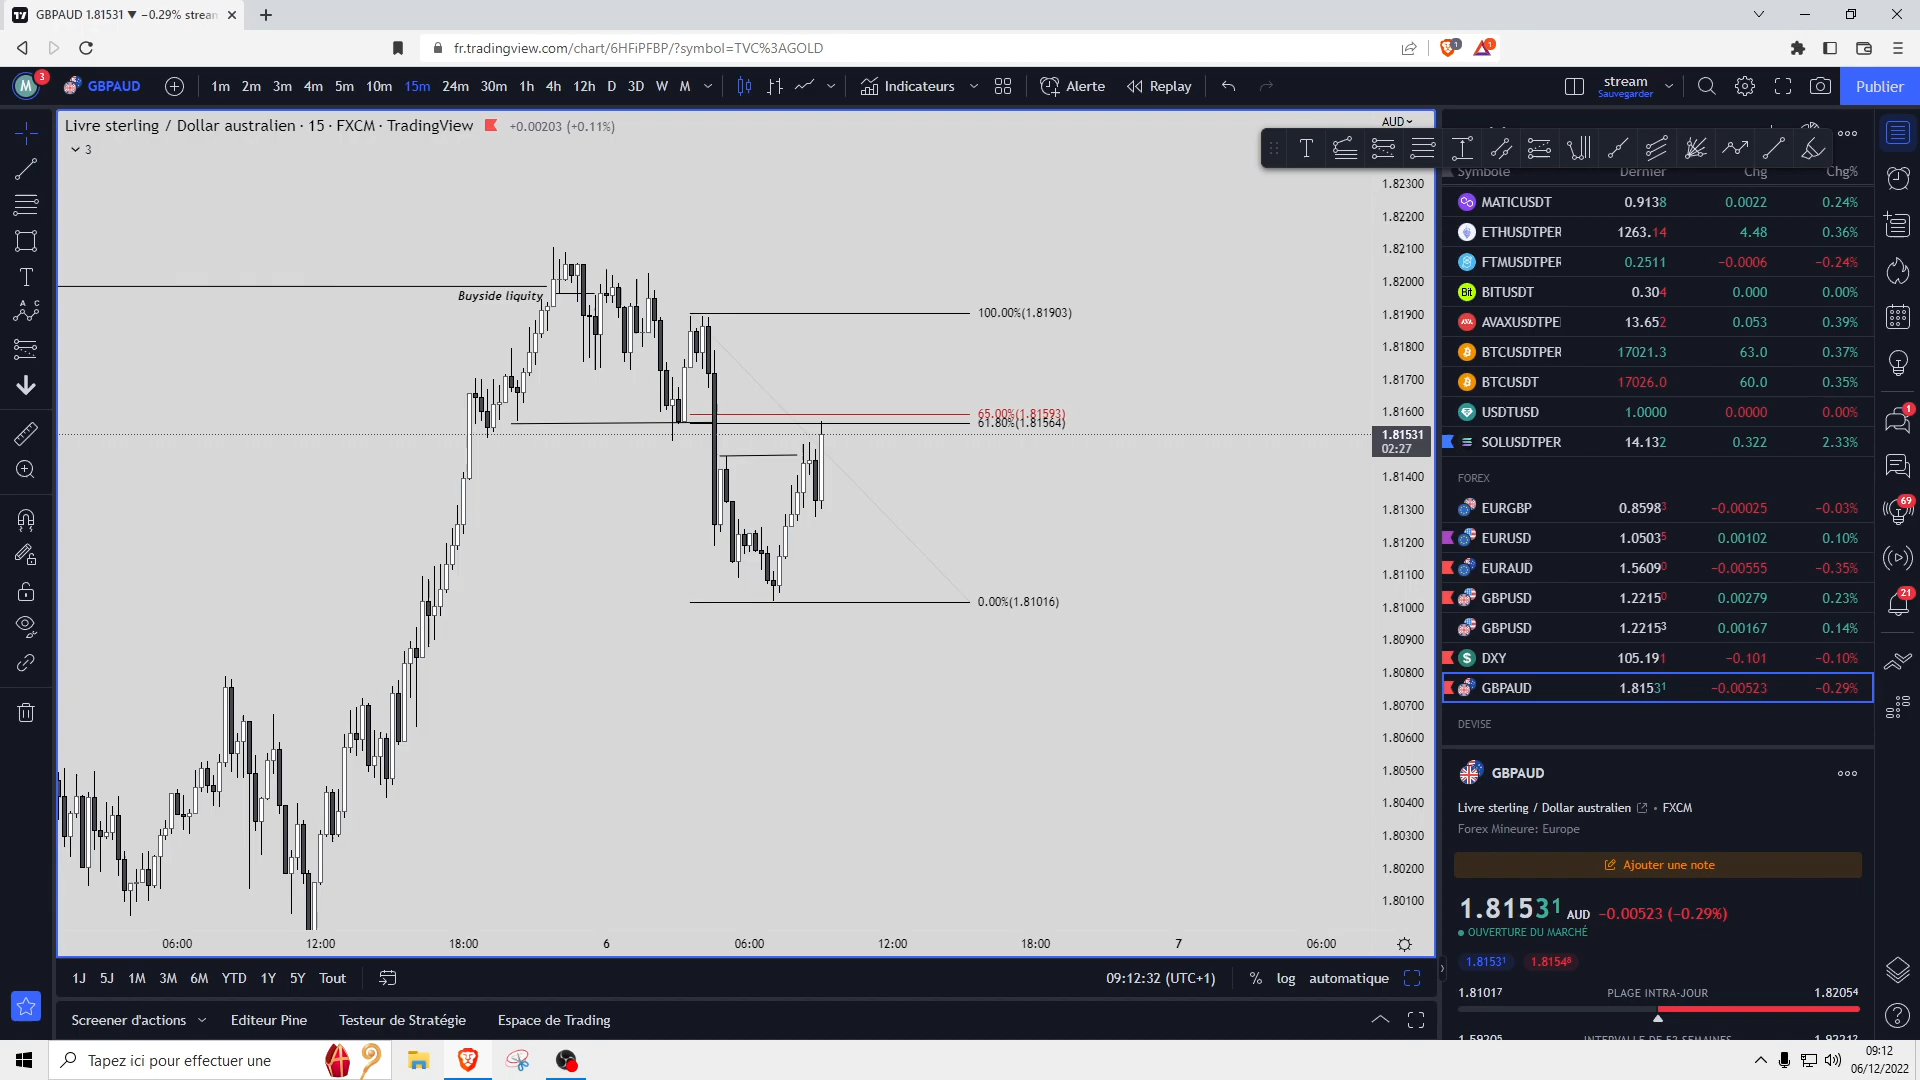 GBPAUD 1.81531 ▼ −0.29% stream
fr.tradingview.com/chart/6HFiPFBP/?symbol=TVC%3AGOLD
1
1
M
3
GBPAUD
1m 2m 3m 4m 5m 10m 15m 24m 30m 1h 4h 12h D 3D W M
Indicateurs
Alerte
Replay
stream
Sauvegarder
Publier
Livre sterling / Dollar australien · 15 · FXCM · TradingView
+0.00203 (+0.11%)
3
AUD
1.82300
1.82200
1.82100
1.82000
1.81900
1.81800
1.81700
1.81600
1.81531
02:27
1.81400
1.81300
1.81200
1.81100
1.81000
1.80900
1.80800
1.80700
1.80600
1.80500
1.80400
1.80300
1.80200
1.80100
Buyside liquity
100.00%(1.81903)
65.00%(1.81593)
61.80%(1.81564)
0.00%(1.81016)
06:00 12:00 18:00 6 06:00 12:00 18:00 7 06:00
Symbole Dernier Chg Chg%
MATICUSDT 0.9138 0.0022 0.24%
ETHUSDTPER 1263.14 4.48 0.36%
FTMUSDTPER 0.2511 −0.0006 −0.24%
BITUSDT 0.304 0.000 0.00%
AVAXUSDTPE 13.652 0.053 0.39%
BTCUSDTPER 17021.3 63.0 0.37%
BTCUSDT 17026.0 60.0 0.35%
USDTUSD 1.0000 0.0000 0.00%
SOLUSDTPER 14.132 0.322 2.33%
FOREX
EURGBP 0.85983 −0.00025 −0.03%
EURUSD 1.05035 0.00102 0.10%
EURAUD 1.56090 −0.00555 −0.35%
GBPUSD 1.22150 0.00279 0.23%
GBPUSD 1.22153 0.00167 0.14%
DXY 105.191 −0.101 −0.10%
GBPAUD 1.81531 −0.00523 −0.29%
DEVISE
GBPAUD
Livre sterling / Dollar australien • FXCM
Forex Mineure: Europe
Ajouter une note
1.81531 AUD −0.00523 (−0.29%)
OUVERTURE DU MARCHÉ
1.81531 1.81548
1.81017 PLAGE INTRA-JOUR 1.82054
1
69
21
1J 5J 1M 3M 6M YTD 1Y 5Y Tout
09:12:32 (UTC+1)
% log automatique
Screener d'actions
Editeur Pine
Testeur de Stratégie
Espace de Trading
Tapez ici pour effectuer une
09:12
06/12/2022